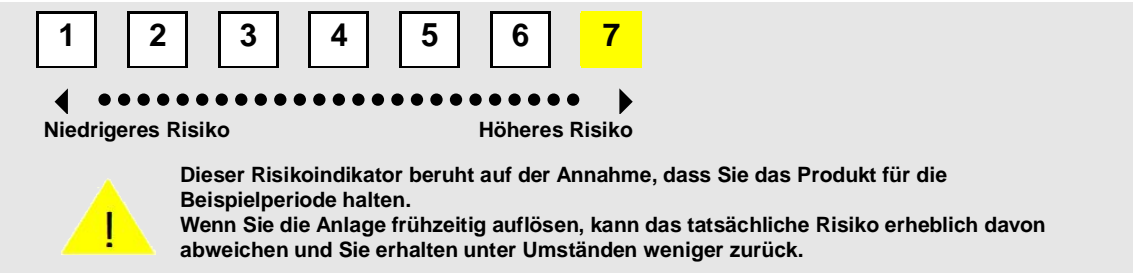 1 2 3 4 5 6 7
Niedrigeres Risiko Höheres Risiko
Dieser Risikoindikator beruht auf der Annahme, dass Sie das Produkt für die
Beispielperiode halten.
Wenn Sie die Anlage frühzeitig auflösen, kann das tatsächliche Risiko erheblich davon
abweichen und Sie erhalten unter Umständen weniger zurück.
!